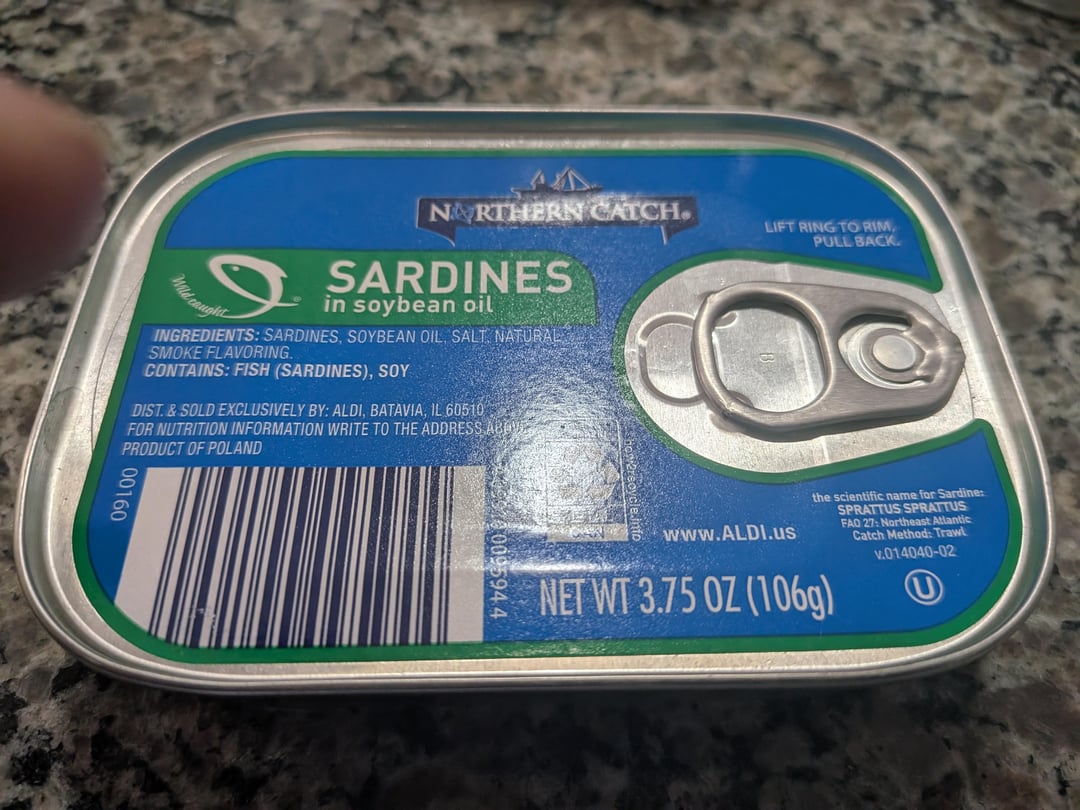 NORTHERN CATCH®
LIFT RING TO RIM,
PULL BACK.
Wild caught
®
SARDINES
in soybean oil
INGREDIENTS: SARDINES, SOYBEAN OIL, SALT, NATURAL
SMOKE FLAVORING.
CONTAINS: FISH (SARDINES), SOY
DIST. & SOLD EXCLUSIVELY BY: ALDI, BATAVIA, IL 60510
FOR NUTRITION INFORMATION WRITE TO THE ADDRESS ABOVE
PRODUCT OF POLAND
00160
B
the scientific name for Sardine:
SPRATTUS SPRATTUS
FAO 27: Northeast Atlantic
Catch Method: Trawl
v.014040-02
U
www.ALDI.us
NET WT 3.75 OZ (106g)